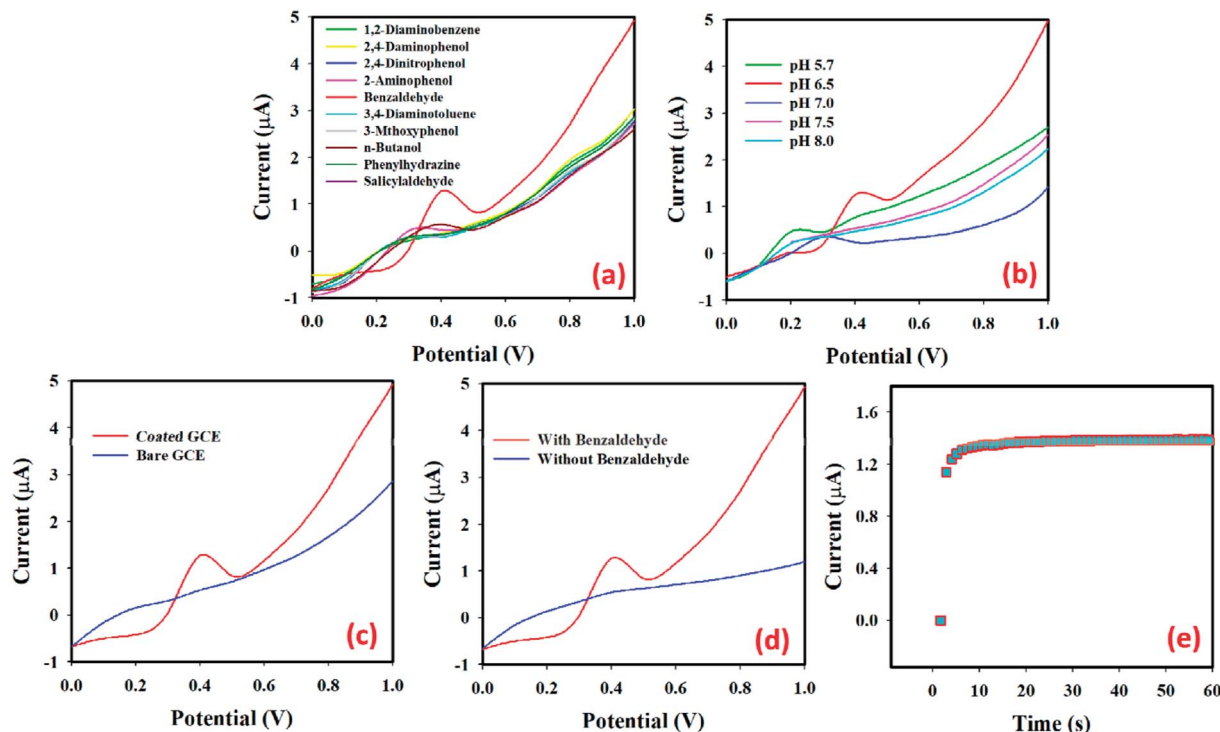 5
4
3
2
1
0
-1
Current (µA)
1,2-Diaminobenzene
2,4-Daminophenol
2,4-Dinitrophenol
2-Aminophenol
Benzaldehyde
3,4-Diaminotoluene
3-Mthoxyphenol
n-Butanol
Phenylhydrazine
Salicylaldehyde
(a)
0.0 0.2 0.4 0.6 0.8 1.0
Potential (V)
5
4
3
2
1
0
-1
Current (µA)
pH 5.7
pH 6.5
pH 7.0
pH 7.5
pH 8.0
(b)
0.0 0.2 0.4 0.6 0.8 1.0
Potential (V)
5
4
3
2
1
0
-1
Current (µA)
Coated GCE
Bare GCE
(c)
0.0 0.2 0.4 0.6 0.8 1.0
Potential (V)
5
4
3
2
1
0
-1
Current (µA)
With Benzaldehyde
Without Benzaldehyde
(d)
0.0 0.2 0.4 0.6 0.8 1.0
Potential (V)
1.6
1.2
0.8
0.4
0.0
Current (µA)
(e)
0 10 20 30 40 50 60
Time (s)